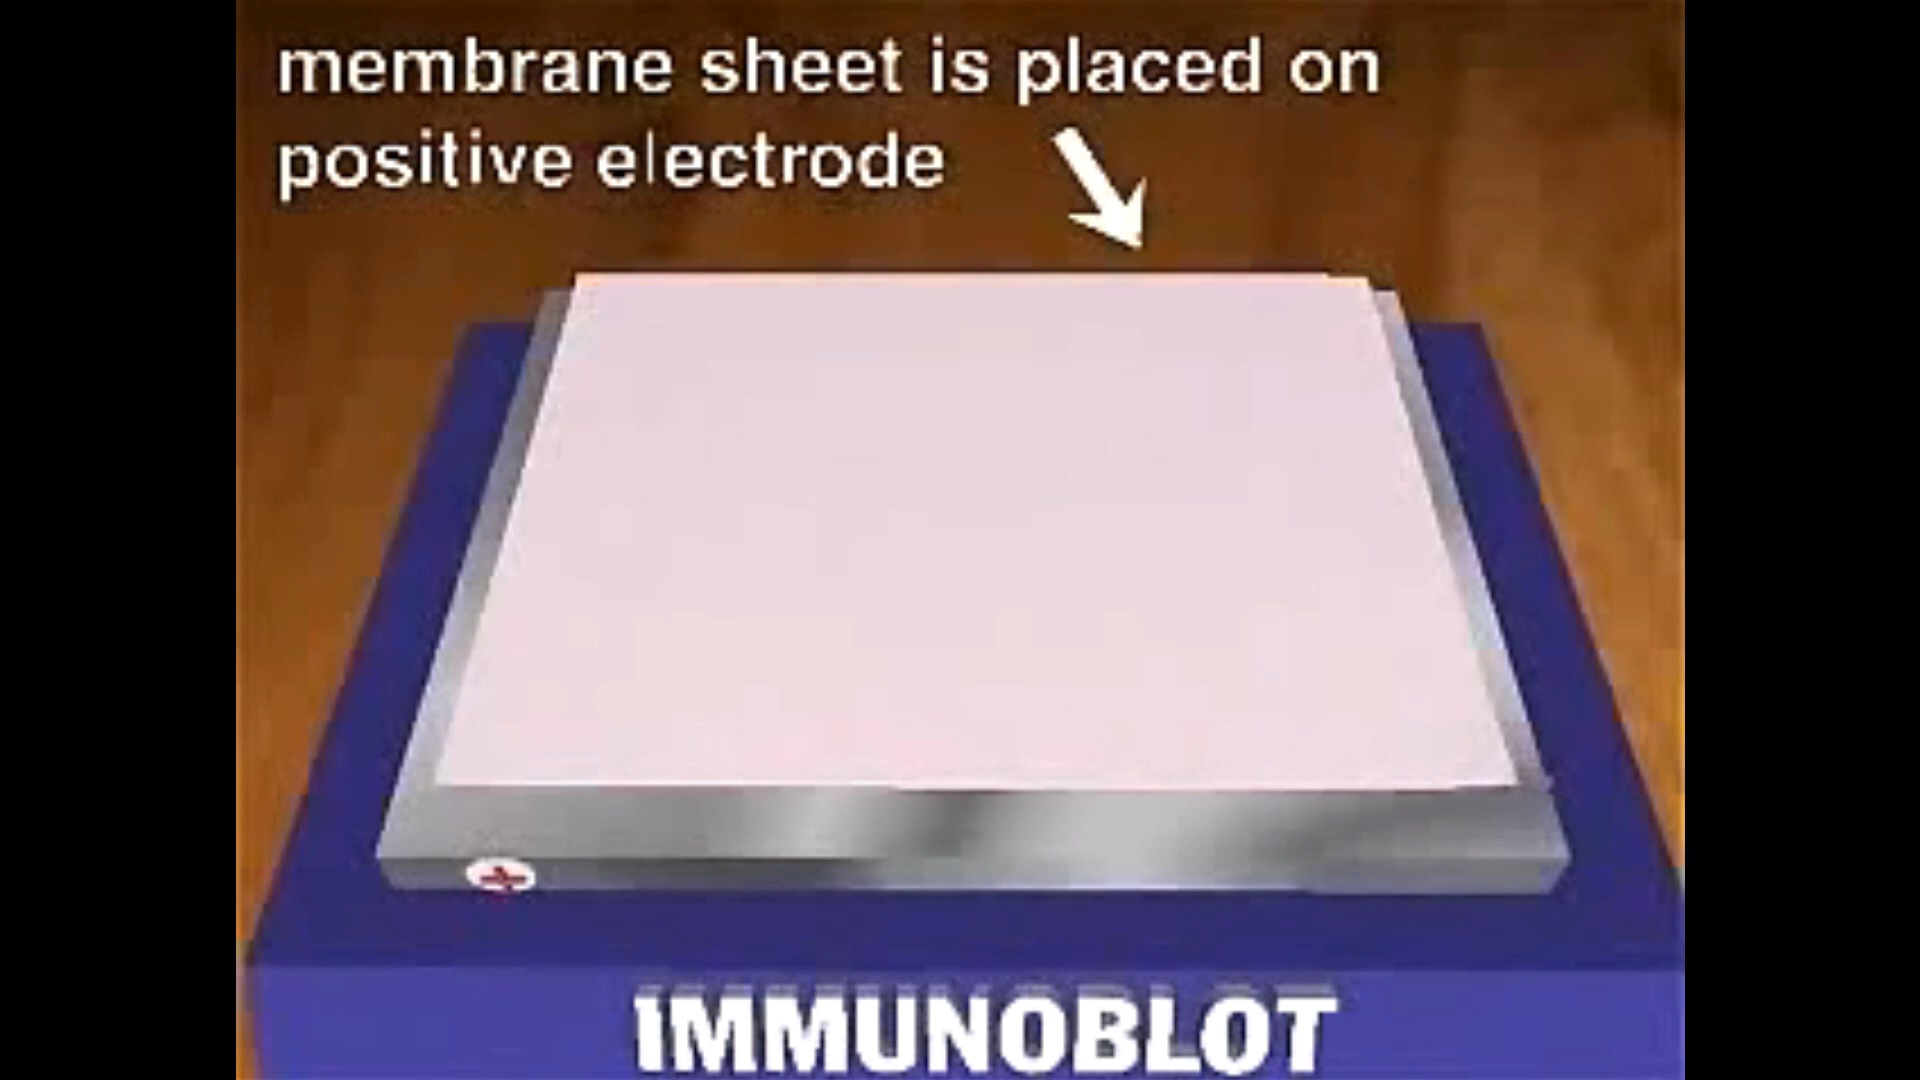 membrane sheet is placed on
positive electrode
+
IMMUNOBLOT